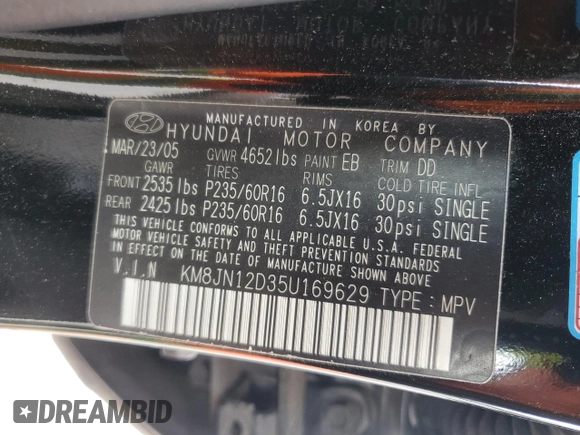 MANUFACTURED IN KOREA BY
HYUNDAI MOTOR COMPANY
MAR/23/05 GVWR 4652lbs PAINT EB TRIM DD
GAWR TIRES RIMS COLD TIRE INFL
FRONT 2535lbs P235/60R16 6.5JX16 30psi SINGLE
REAR 2425lbs P235/60R16 6.5JX16 30psi SINGLE
THIS VEHICLE CONFORMS TO ALL APPLICABLE U.S.A. FEDERAL
MOTOR VEHICLE SAFETY AND THEFT PREVENTION STANDARDS
IN EFFECT ON THE DATE OF MANUFACTURE SHOWN ABOVE.
V.I.N KM8JN12D35U169629 TYPE : MPV
DREAMBID